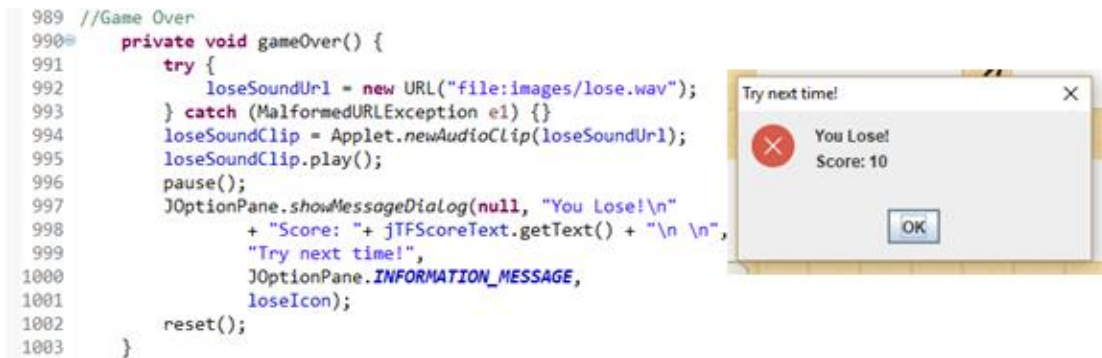 989 //Game Over
990 private void gameOver() {
991 try {
992 loseSoundUrl = new URL("file:images/lose.wav");
993 } catch (MalformedURLException e1) {}
994 loseSoundClip = Applet.newAudioClip(loseSoundUrl);
995 loseSoundClip.play();
996 pause();
997 JOptionPane.showMessageDialog(null, "You Lose!\n"
998 + "Score: "+ jTFScoreText.getText() + "\n \n",
999 "Try next time!",
1000 JOptionPane.INFORMATION_MESSAGE,
1001 loseIcon);
1002 reset();
1003 }
Try next time!
You Lose!
Score: 10
OK